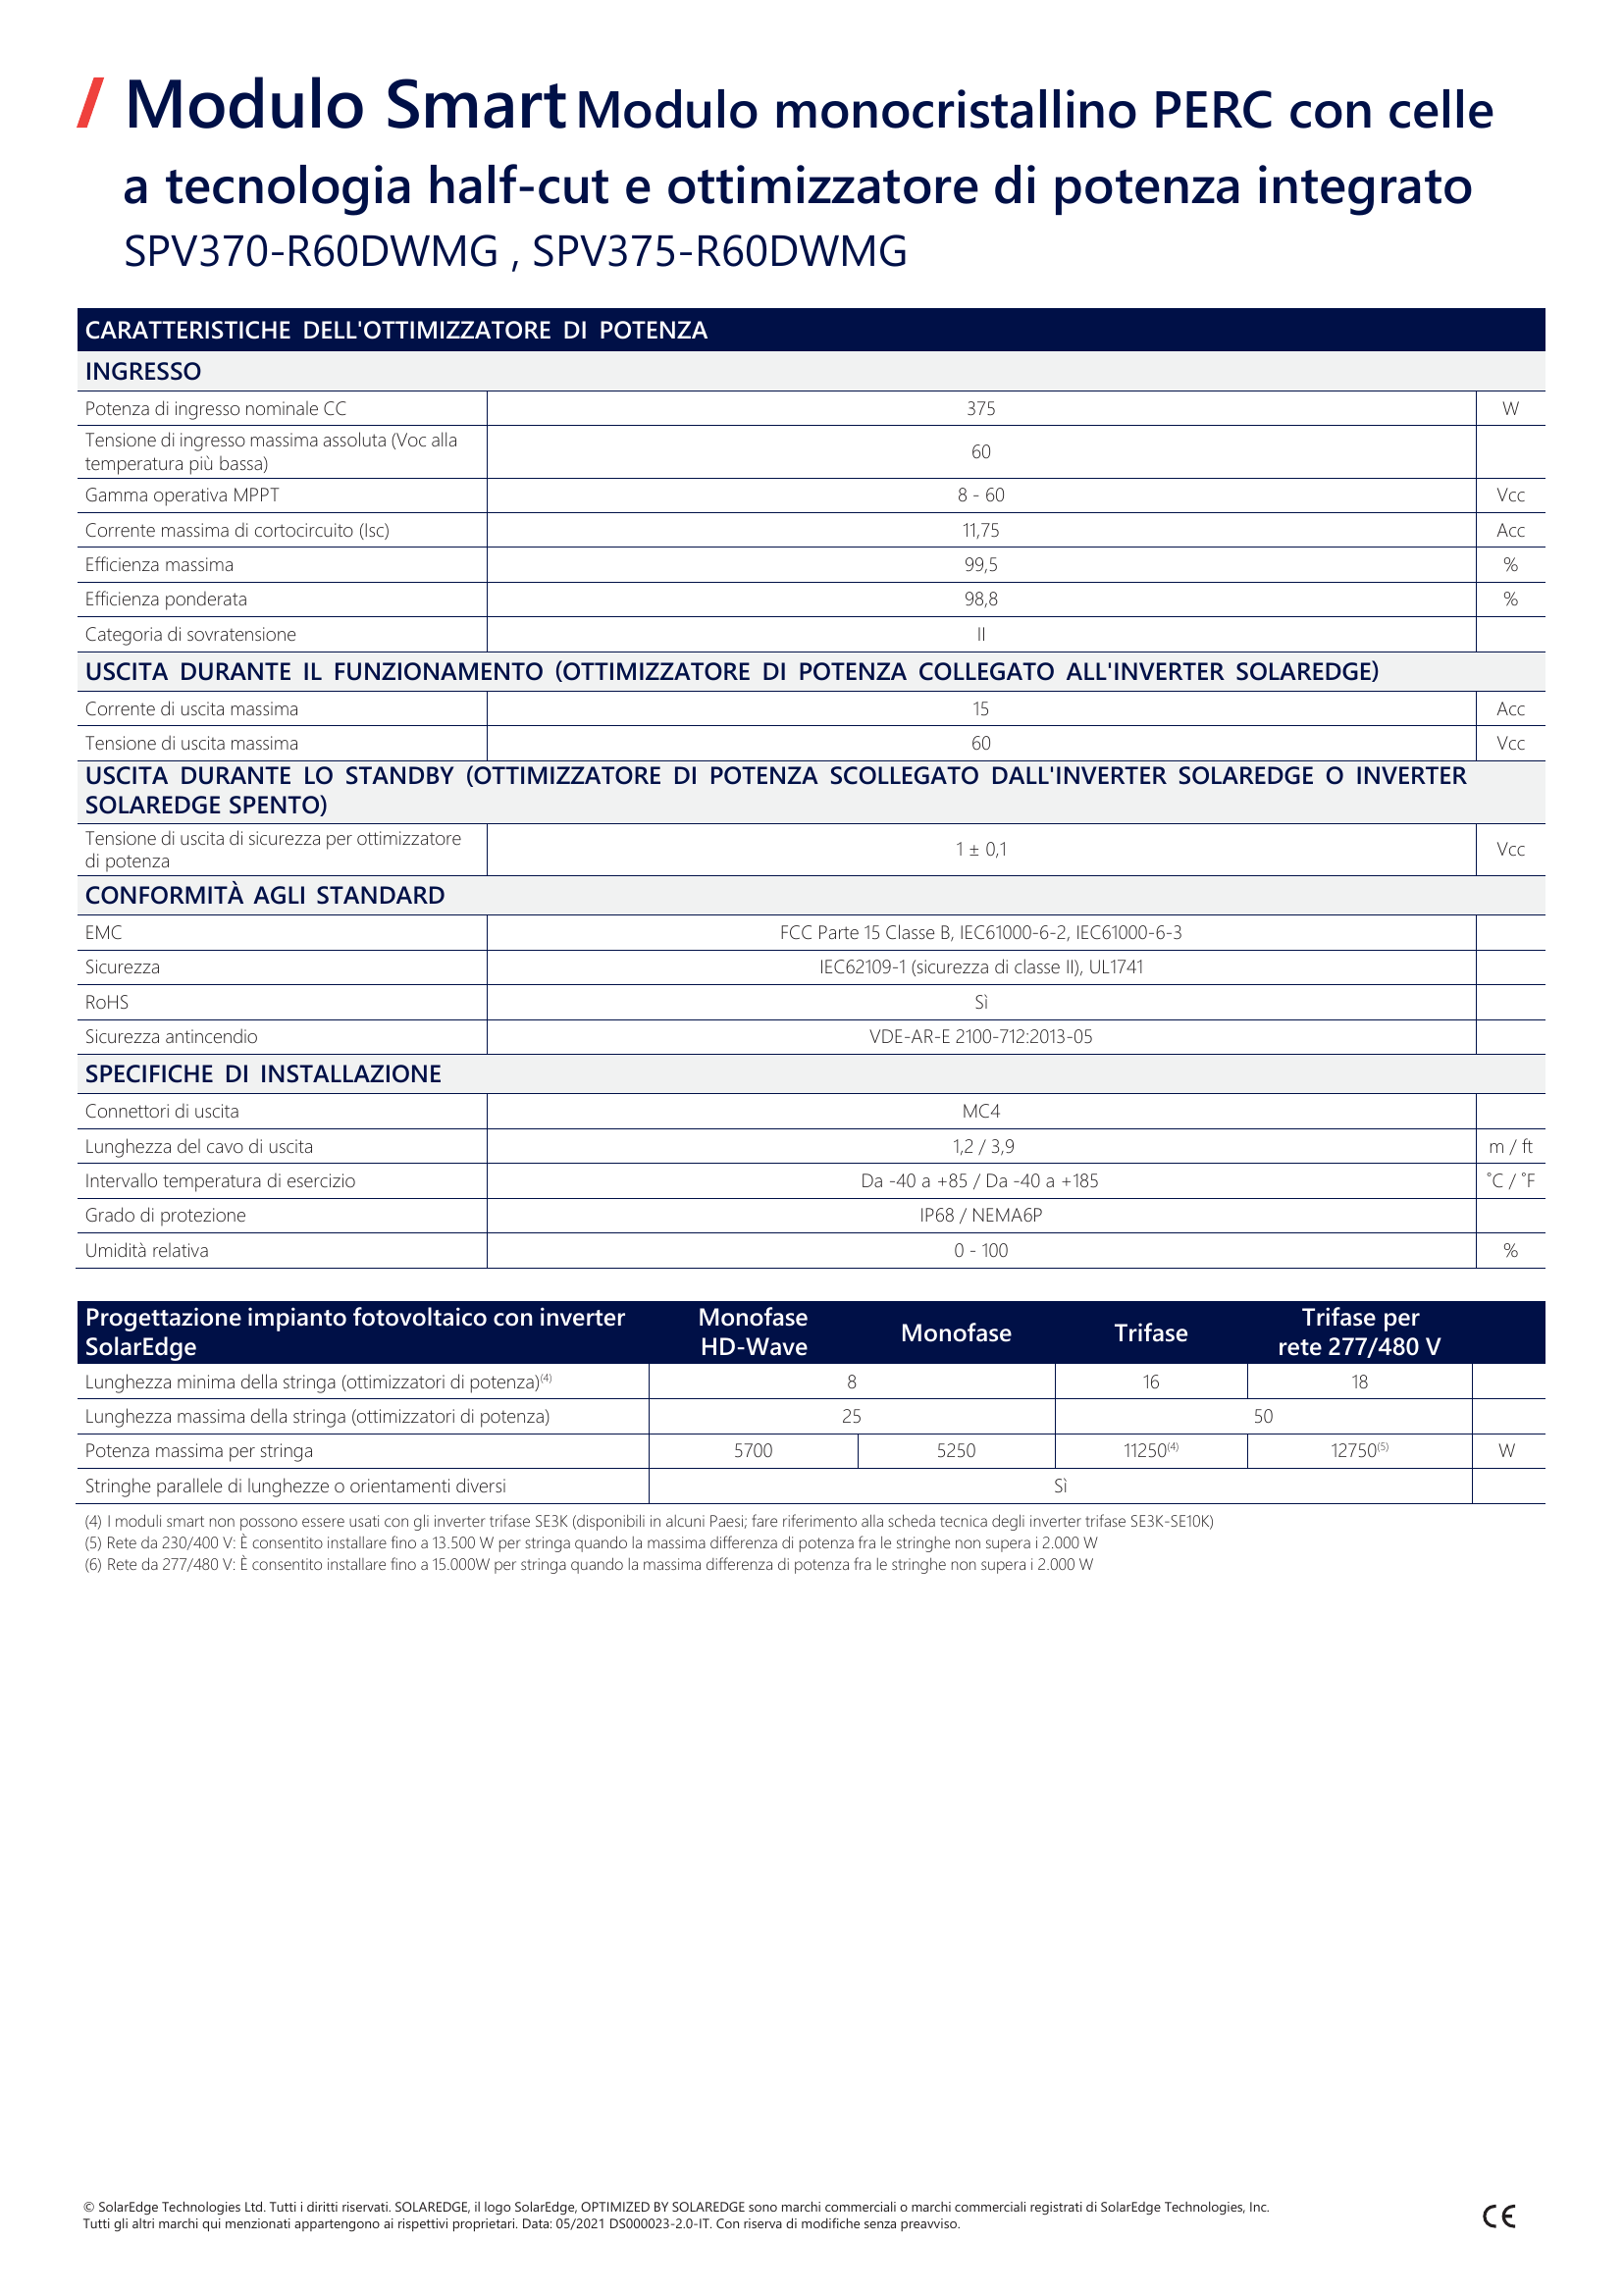 / Modulo Smart Modulo monocristallino PERC con celle
a tecnologia half-cut e ottimizzatore di potenza integrato
SPV370-R60DWMG , SPV375-R60DWMG
CARATTERISTICHE DELL'OTTIMIZZATORE DI POTENZA
INGRESSO
Potenza di ingresso nominale CC 375 W
Tensione di ingresso massima assoluta (Voc alla
temperatura più bassa) 60
Gamma operativa MPPT 8 - 60 Vcc
Corrente massima di cortocircuito (Isc) 11,75 Acc
Efficienza massima 99,5 %
Efficienza ponderata 98,8 %
Categoria di sovratensione II
USCITA DURANTE IL FUNZIONAMENTO (OTTIMIZZATORE DI POTENZA COLLEGATO ALL'INVERTER SOLAREDGE)
Corrente di uscita massima 15 Acc
Tensione di uscita massima 60 Vcc
USCITA DURANTE LO STANDBY (OTTIMIZZATORE DI POTENZA SCOLLEGATO DALL'INVERTER SOLAREDGE O INVERTER
SOLAREDGE SPENTO)
Tensione di uscita di sicurezza per ottimizzatore
di potenza 1 ± 0,1 Vcc
CONFORMITÀ AGLI STANDARD
EMC FCC Parte 15 Classe B, IEC61000-6-2, IEC61000-6-3
Sicurezza IEC62109-1 (sicurezza di classe II), UL1741
RoHS Sì
Sicurezza antincendio VDE-AR-E 2100-712:2013-05
SPECIFICHE DI INSTALLAZIONE
Connettori di uscita MC4
Lunghezza del cavo di uscita 1,2 / 3,9 m / ft
Intervallo temperatura di esercizio Da -40 a +85 / Da -40 a +185 ˚C / ˚F
Grado di protezione IP68 / NEMA6P
Umidità relativa 0 - 100 %
Progettazione impianto fotovoltaico con inverter
SolarEdge
Monofase
HD-Wave
Monofase
Trifase
Trifase per
rete 277/480 V
Lunghezza minima della stringa (ottimizzatori di potenza)(4) 8 16 18
Lunghezza massima della stringa (ottimizzatori di potenza) 25 50
Potenza massima per stringa 5700 5250 11250(4) 12750(5) W
Stringhe parallele di lunghezze o orientamenti diversi Sì
(4) I moduli smart non possono essere usati con gli inverter trifase SE3K (disponibili in alcuni Paesi; fare riferimento alla scheda tecnica degli inverter trifase SE3K-SE10K)
(5) Rete da 230/400 V: È consentito installare fino a 13.500 W per stringa quando la massima differenza di potenza fra le stringhe non supera i 2.000 W
(6) Rete da 277/480 V: È consentito installare fino a 15.000W per stringa quando la massima differenza di potenza fra le stringhe non supera i 2.000 W
© SolarEdge Technologies Ltd. Tutti i diritti riservati. SOLAREDGE, il logo SolarEdge, OPTIMIZED BY SOLAREDGE sono marchi commerciali o marchi commerciali registrati di SolarEdge Technologies, Inc.
Tutti gli altri marchi qui menzionati appartengono ai rispettivi proprietari. Data: 05/2021 DS000023-2.0-IT. Con riserva di modifiche senza preavviso.
CE